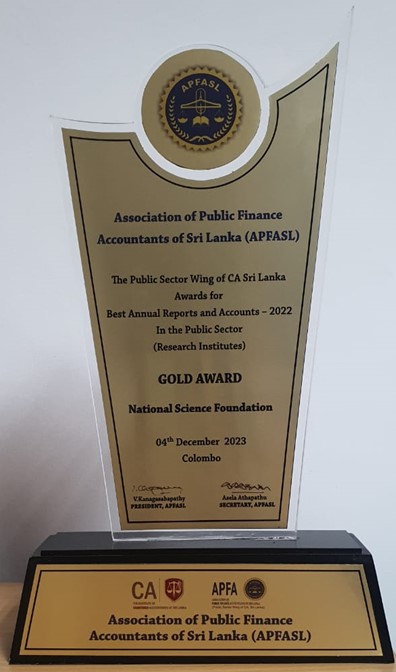 APFASL
Association of Public Finance
Accountants of Sri Lanka (APFASL)
The Public Sector Wing of CA Sri Lanka
Awards for
Best Annual Reports and Accounts – 2022
In the Public Sector
(Research Institutes)
GOLD AWARD
National Science Foundation
04th December 2023
Colombo
V.Kanagasabapathy
PRESIDENT, APFASL
Asela Athapathu
SECRETARY, APFASL
CA
APFA
Association of Public Finance
Accountants of Sri Lanka (APFASL)